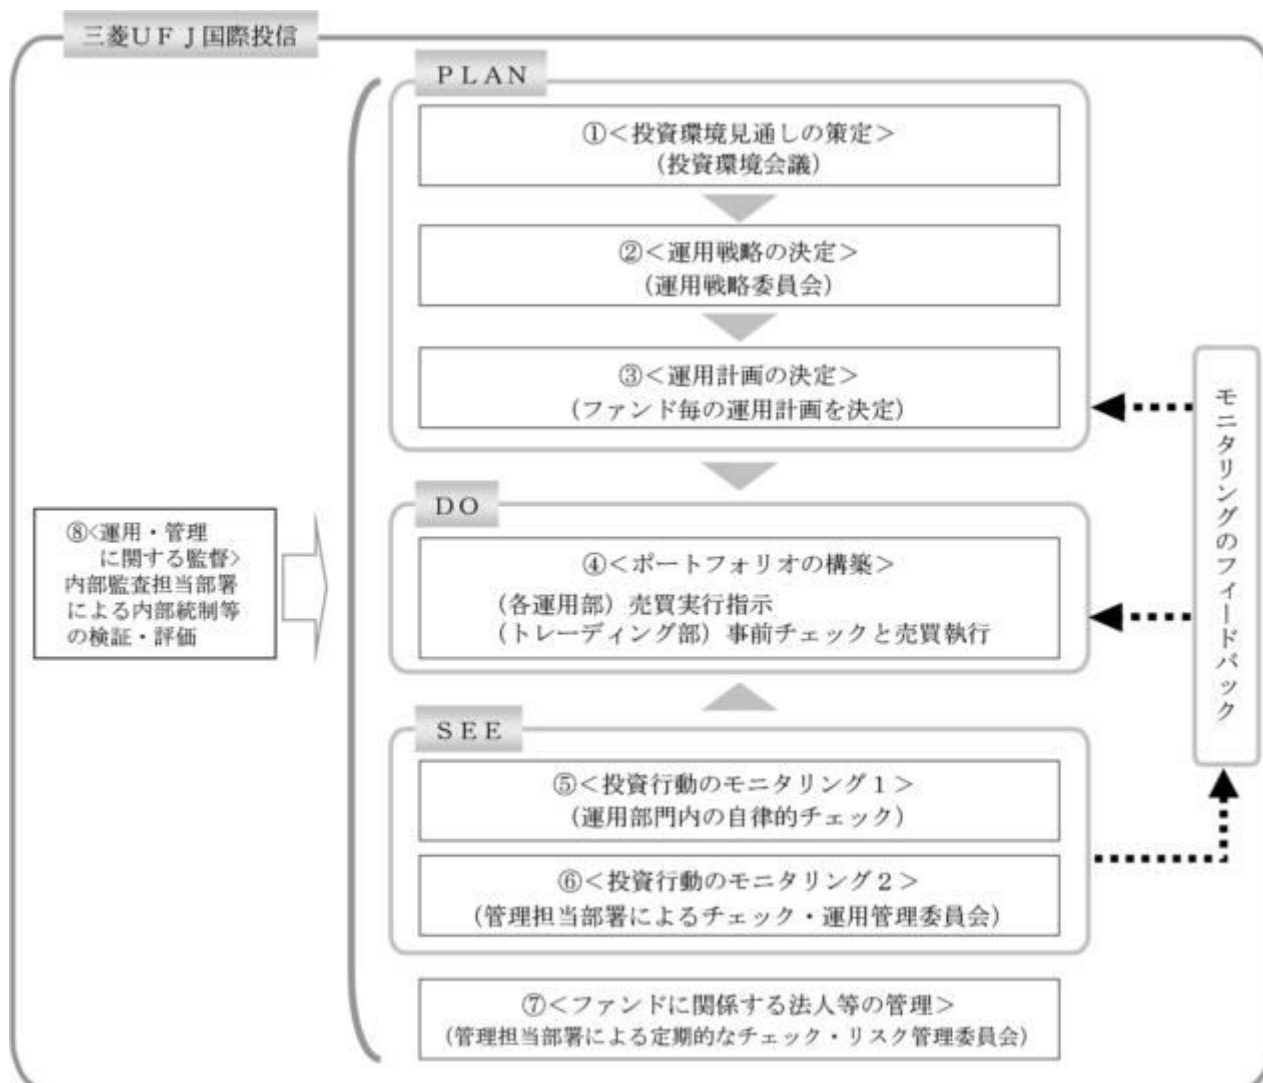 三菱UFJ国際投信
PLAN
①＜投資環境見通しの策定＞
（投資環境会議）
②＜運用戦略の決定＞
（運用戦略委員会）
③＜運用計画の決定＞
（ファンド毎の運用計画を決定）
DO
④＜ポートフォリオの構築＞
（各運用部）売買実行指示
（トレーディング部）事前チェックと売買執行
SEE
⑤＜投資行動のモニタリング１＞
（運用部門内の自律的チェック）
⑥＜投資行動のモニタリング２＞
（管理担当部署によるチェック・運用管理委員会）
⑦＜ファンドに関係する法人等の管理＞
（管理担当部署による定期的なチェック・リスク管理委員会）
⑧<運用・管理
に関する監督>
内部監査担当部署
による内部統制等
の検証・評価
モニタリングのフィードバック